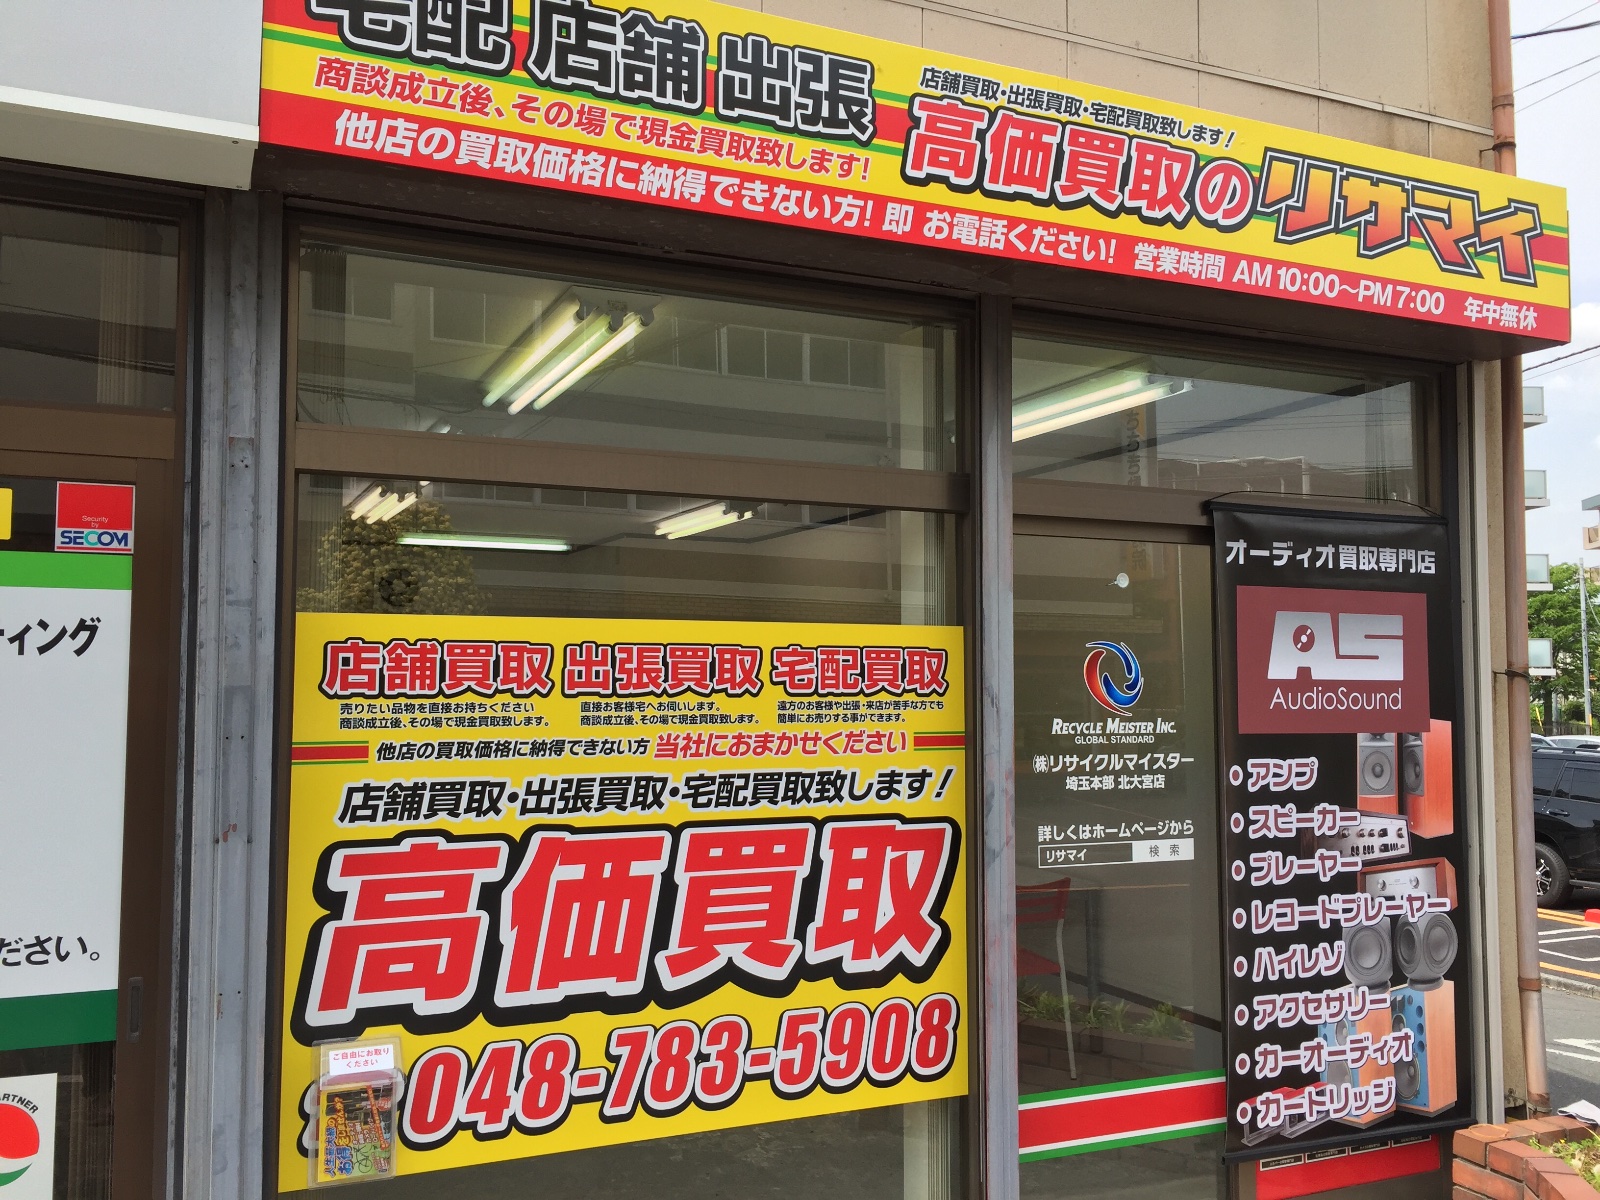 宅配 店舗 出張
商談成立後、その場で現金買取致します!
他店の買取価格に納得できない方! 即 お電話ください!
店舗買取・出張買取・宅配買取致します!
高価買取のリサマイ
営業時間 AM 10:00〜PM 7:00 年中無休
Security
by
SECOM
ィング
ださい。
ARTNER
店舗買取 出張買取 宅配買取
売りたい品物を直接お持ちください
商談成立後、その場で現金買取致します。
直接お客様宅へお伺いします。
商談成立後、その場で現金買取致します。
遠方のお客様や出張・来店が苦手な方でも
簡単にお売りする事ができます。
他店の買取価格に納得できない方 当社におまかせください
店舗買取・出張買取・宅配買取致します!
高価買取
048-783-5908
ご自由にお取り
ください
RECYCLE MEISTER INC.
GLOBAL STANDARD
㈱リサイクルマイスター
埼玉本部 北大宮店
詳しくはホームページから
リサマイ 検索
オーディオ買取専門店
AS
AudioSound
・アンプ
・スピーカー
・プレーヤー
・レコードプレーヤー
・ハイレゾ
・アクセサリー
・カーオーディオ
・カートリッジ